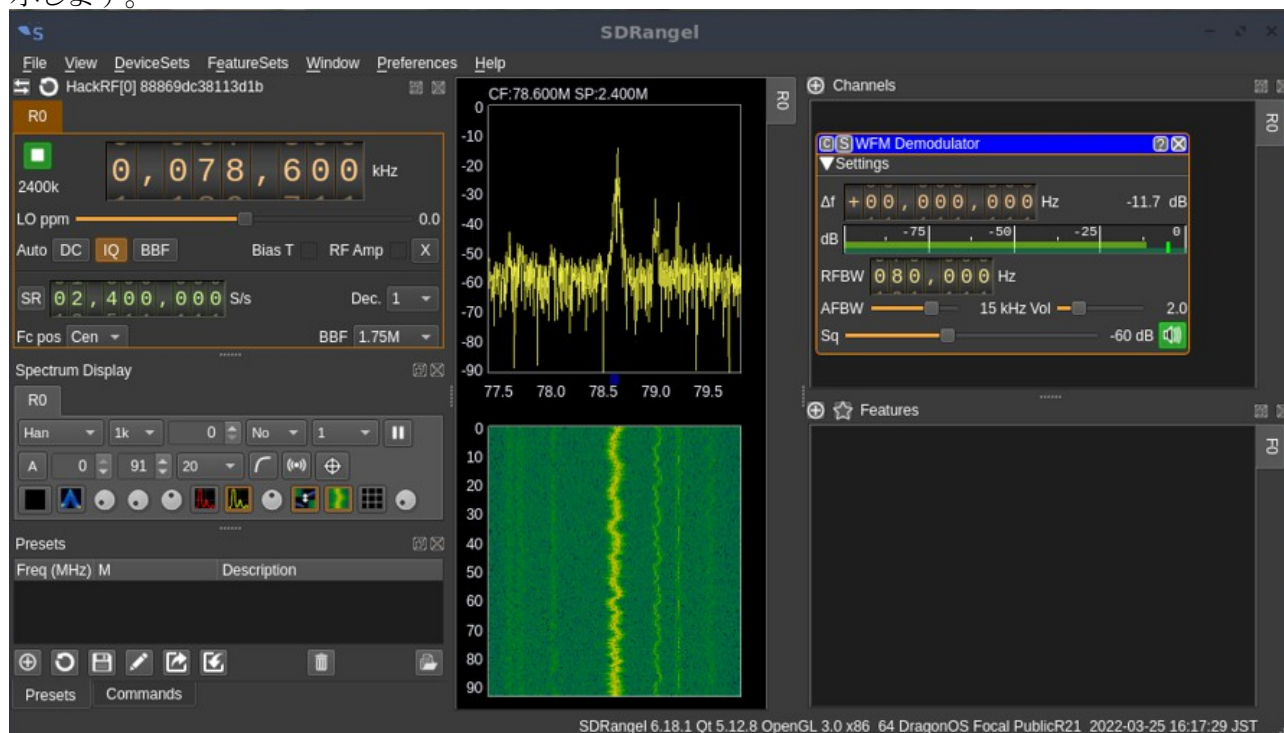 示します。
SDRangel
File View DeviceSets FeatureSets Window Preferences Help
HackRF[0] 88869dc38113d1b
R0
0,078,600 kHz
2400k
LO ppm 0.0
Auto DC IQ BBF Bias T RF Amp X
SR 02,400,000 S/s Dec. 1
Fc pos Cen BBF 1.75M
Spectrum Display
R0
Han 1k 0 No 1
A 0 91 20
Presets
Freq (MHz) M Description
Presets Commands
CF:78.600M SP:2.400M
R0
0
-10
-20
-30
-40
-50
-60
-70
-80
-90
77.5 78.0 78.5 79.0 79.5
0
10
20
30
40
50
60
70
80
90
Channels
R0
C S WFM Demodulator ?
Settings
Δf +00,000,000 Hz -11.7 dB
dB -75 -50 -25 0
RFBW 080,000 Hz
AFBW 15 kHz Vol 2.0
Sq -60 dB
Features
R0
SDRangel 6.18.1 Qt 5.12.8 OpenGL 3.0 x86_64 DragonOS Focal PublicR21 2022-03-25 16:17:29 JST